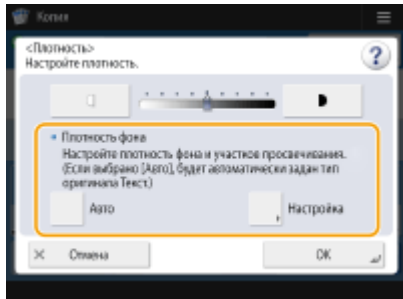 Копия
<Плотность>
Настройте плотность.
?
Плотность фона
Настройте плотность фона и участков просвечивания.
(Если выбрано [Авто], будет автоматически задан тип
оригинала Текст.)
Авто
Настройка
Отмена
OK